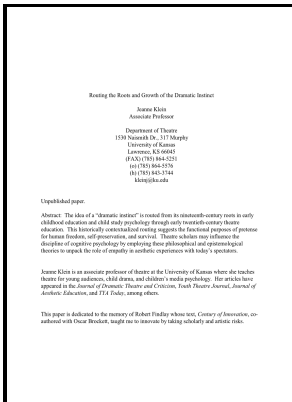 Routing the Roots and Growth of the Dramatic Instinct
Jeanne Klein
Associate Professor
Department of Theatre
1530 Naismith Dr., 317 Murphy
University of Kansas
Lawrence, KS 66045
(FAX) (785) 864-5251
(o) (785) 864-5576
(h) (785) 843-3744
kleinj@ku.edu
Unpublished paper.
Abstract: The idea of a "dramatic instinct" is routed from its nineteenth-century roots in early
childhood education and child study psychology through early twentieth-century theatre
education. This historically contextualized routing suggests the functional purposes of pretense
for human freedom, self-preservation, and survival. Theatre scholars may influence the
discipline of cognitive psychology by employing these philosophical and epistemological
theories to unpack the role of empathy in aesthetic experiences with today's spectators.
Jeanne Klein is an associate professor of theatre at the University of Kansas where she teaches
theatre for young audiences, child drama, and children's media psychology. Her articles have
appeared in the Journal of Dramatic Theatre and Criticism, Youth Theatre Journal, Journal of
Aesthetic Education, and TYA Today, among others.
This paper is dedicated to the memory of Robert Findlay whose text, Century of Innovation, co-
authored with Oscar Brockett, taught me to innovate by taking scholarly and artistic risks.